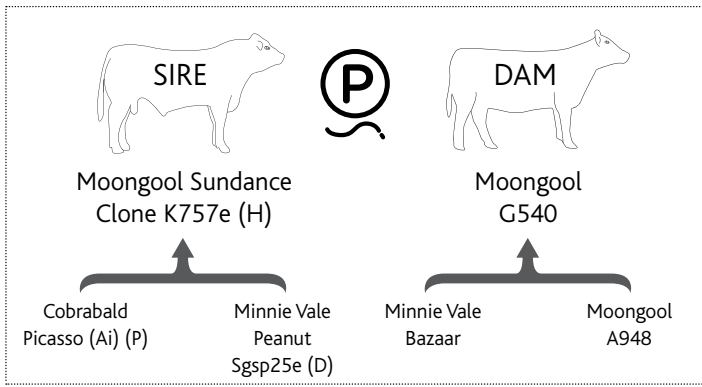 SIRE
P
DAM
Moongool Sundance
Clone K757e (H)
Moongool
G540
Cobrabald
Picasso (Ai) (P)
Minnie Vale
Peanut
Sgsp25e (D)
Minnie Vale
Bazaar
Moongool
A948